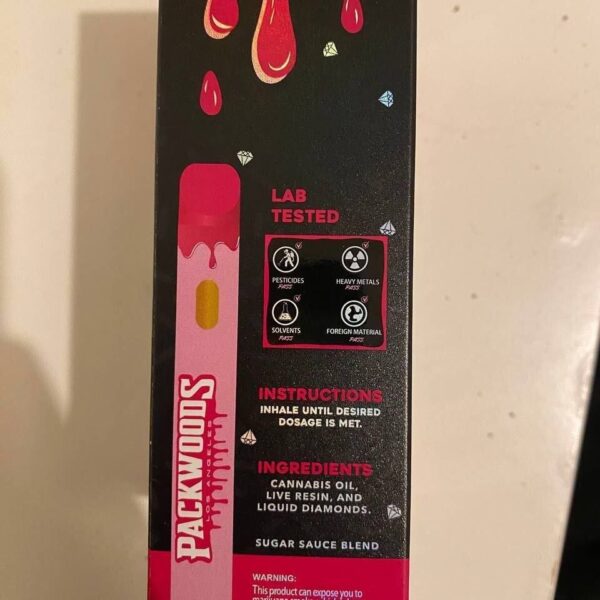 LAB
TESTED
PESTICIDES
PASS
HEAVY METALS
PASS
SOLVENTS
PASS
FOREIGN MATERIAL
PASS
PACKWOODS
LOS ANGELES
INSTRUCTIONS
INHALE UNTIL DESIRED
DOSAGE IS MET.
INGREDIENTS
CANNABIS OIL,
LIVE RESIN, AND
LIQUID DIAMONDS.
SUGAR SAUCE BLEND
WARNING:
This product can expose you to